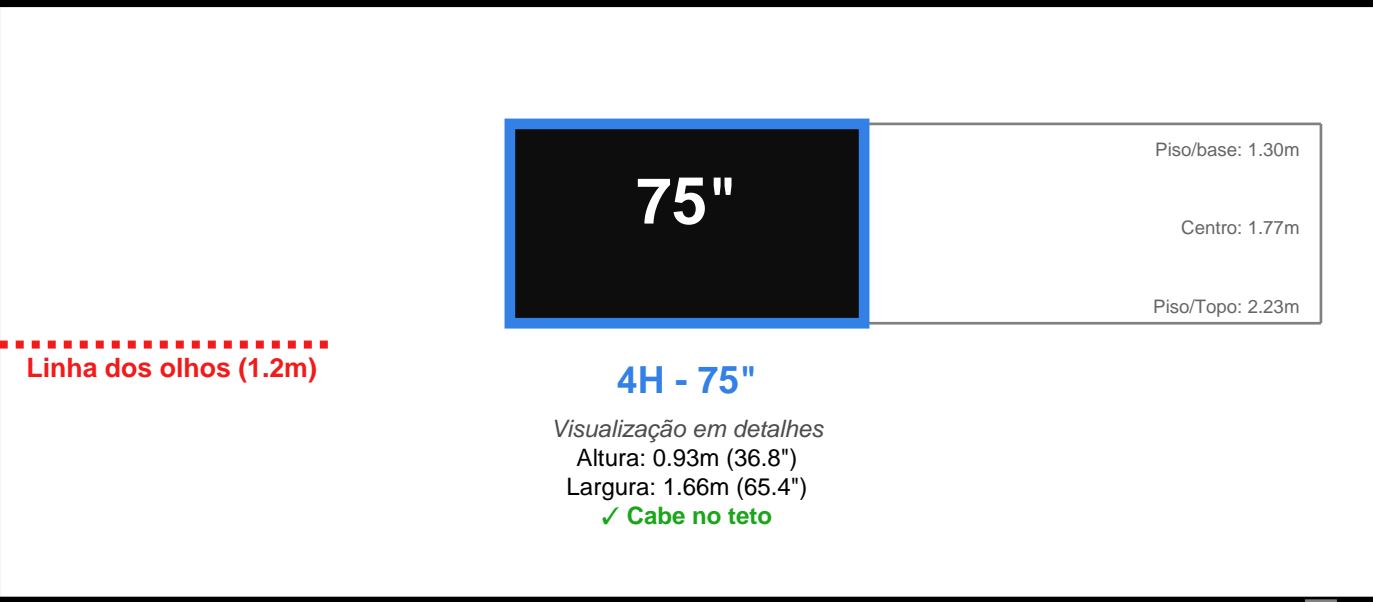 75"
Piso/base: 1.30m
Centro: 1.77m
Piso/Topo: 2.23m
Linha dos olhos (1.2m)
4H - 75"
Visualização em detalhes
Altura: 0.93m (36.8")
Largura: 1.66m (65.4")
✓ Cabe no teto